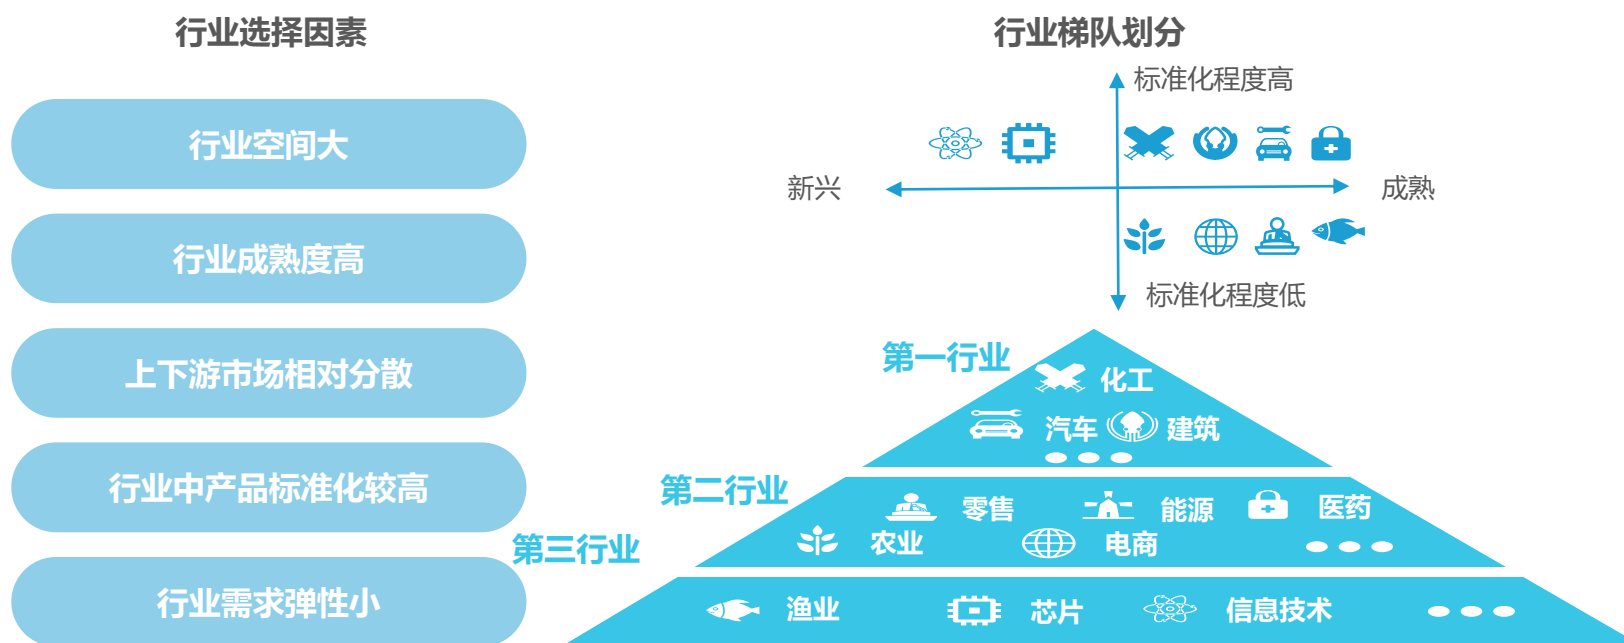 行业选择因素
行业空间大
行业成熟度高
上下游市场相对分散
行业中产品标准化较高
行业需求弹性小
行业梯队划分
标准化程度高
新兴
成熟
标准化程度低
第一行业
化工
汽车 建筑
第二行业
零售 能源 医药
农业 电商
第三行业
渔业 芯片 信息技术